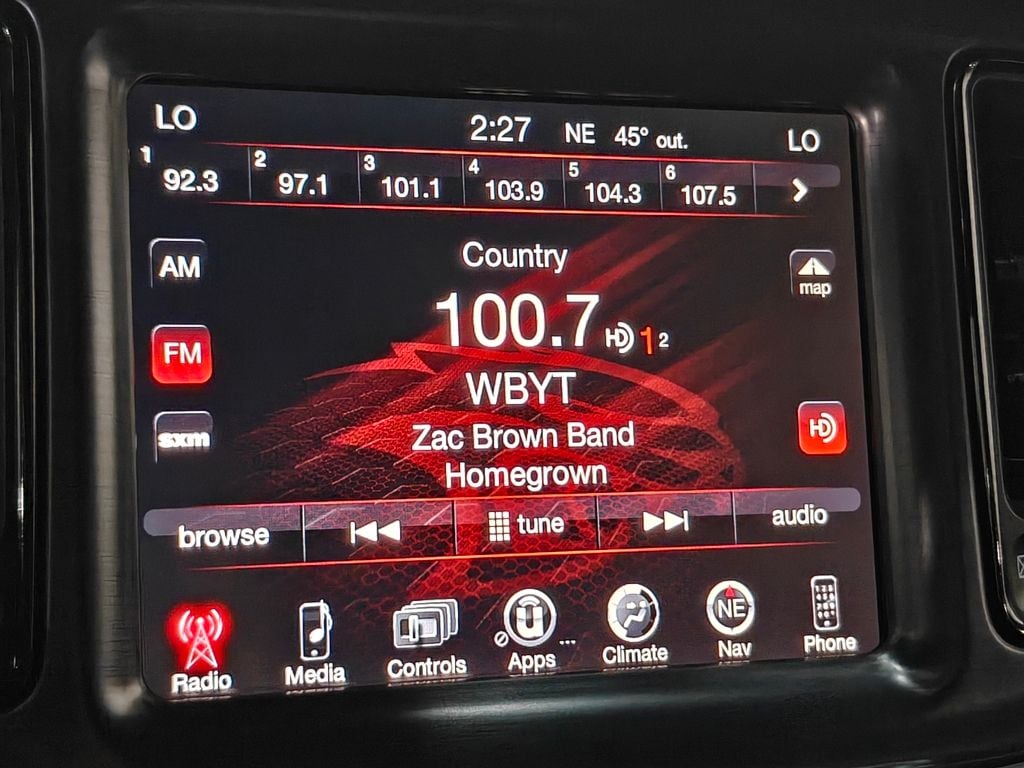 LO 2:27 NE 45° out. LO
1 92.3 2 97.1 3 101.1 4 103.9 5 104.3 6 107.5
Country
AM
map
100.7 HD 1 2
FM
WBYT
HD
sxm
Zac Brown Band
Homegrown
browse tune audio
NE
Radio Media Controls Apps ... Climate Nav Phone